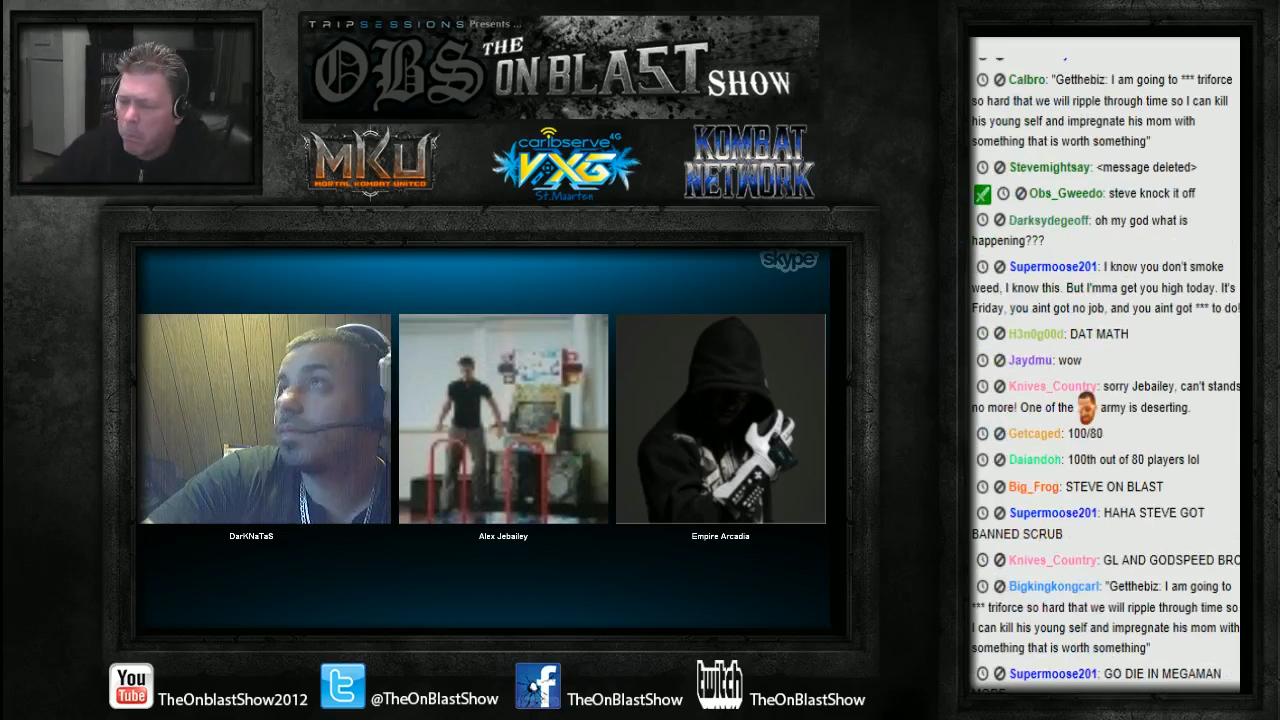 TRIPSESSIONS Presents ...
OBS THE ON BLAST SHOW
MKU
MORTAL KOMBAT UNITED
caribserve 4G
VXG
St.Maarten
KOMBAT
NETWORK
skype
DarKNaTaS
Alex Jebailey
Empire Arcadia
You
Tube
TheOnblastShow2012
@TheOnBlastShow
TheOnBlastShow
twitch
TheOnBlastShow
Calbro: "Getthebiz: I am going to *** triforce
so hard that we will ripple through time so I can kill
his young self and impregnate his mom with
something that is worth something"
Stevemightsay: <message deleted>
Obs_Gweedo: steve knock it off
Darksydegeoff: oh my god what is
happening???
Supermoose201: I know you don't smoke
weed, I know this. But I'mma get you high today. It's
Friday, you aint got no job, and you aint got *** to do!
H3n0g00d: DAT MATH
Jaydmu: wow
Knives_Country: sorry Jebailey, can't stands
no more! One of the army is deserting.
Getcaged: 100/80
Daiandoh: 100th out of 80 players lol
Big_Frog: STEVE ON BLAST
Supermoose201: HAHA STEVE GOT
BANNED SCRUB
Knives_Country: GL AND GODSPEED BRO
Bigkingkongcarl: "Getthebiz: I am going to
*** triforce so hard that we will ripple through time so
I can kill his young self and impregnate his mom with
something that is worth something"
Supermoose201: GO DIE IN MEGAMAN